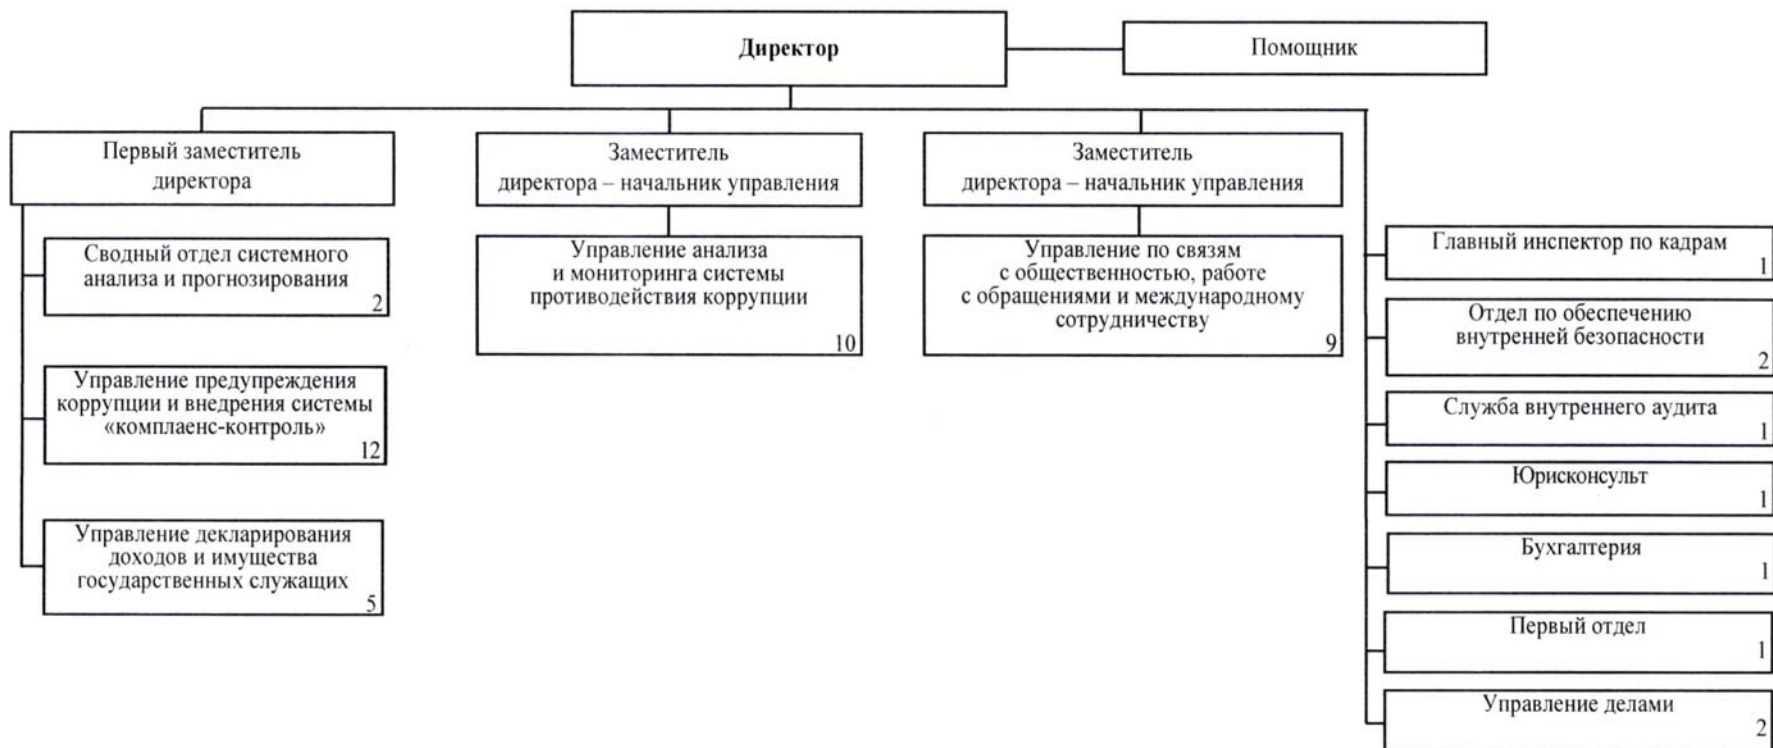 Директор
Помощник
Первый заместитель
директора
Заместитель
директора – начальник управления
Заместитель
директора – начальник управления
Сводный отдел системного
анализа и прогнозирования
2
Управление предупреждения
коррупции и внедрения системы
«комплаенс-контроль»
12
Управление декларирования
доходов и имущества
государственных служащих
5
Управление анализа
и мониторинга системы
противодействия коррупции
10
Управление по связям
с общественностью, работе
с обращениями и международному
сотрудничеству
9
Главный инспектор по кадрам
1
Отдел по обеспечению
внутренней безопасности
2
Служба внутреннего аудита
1
Юрисконсульт
1
Бухгалтерия
1
Первый отдел
1
Управление делами
2